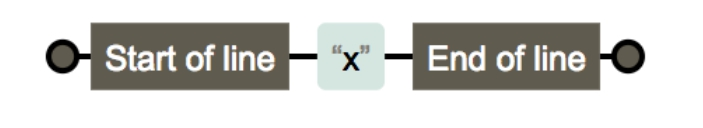 Start of line “x” End of line